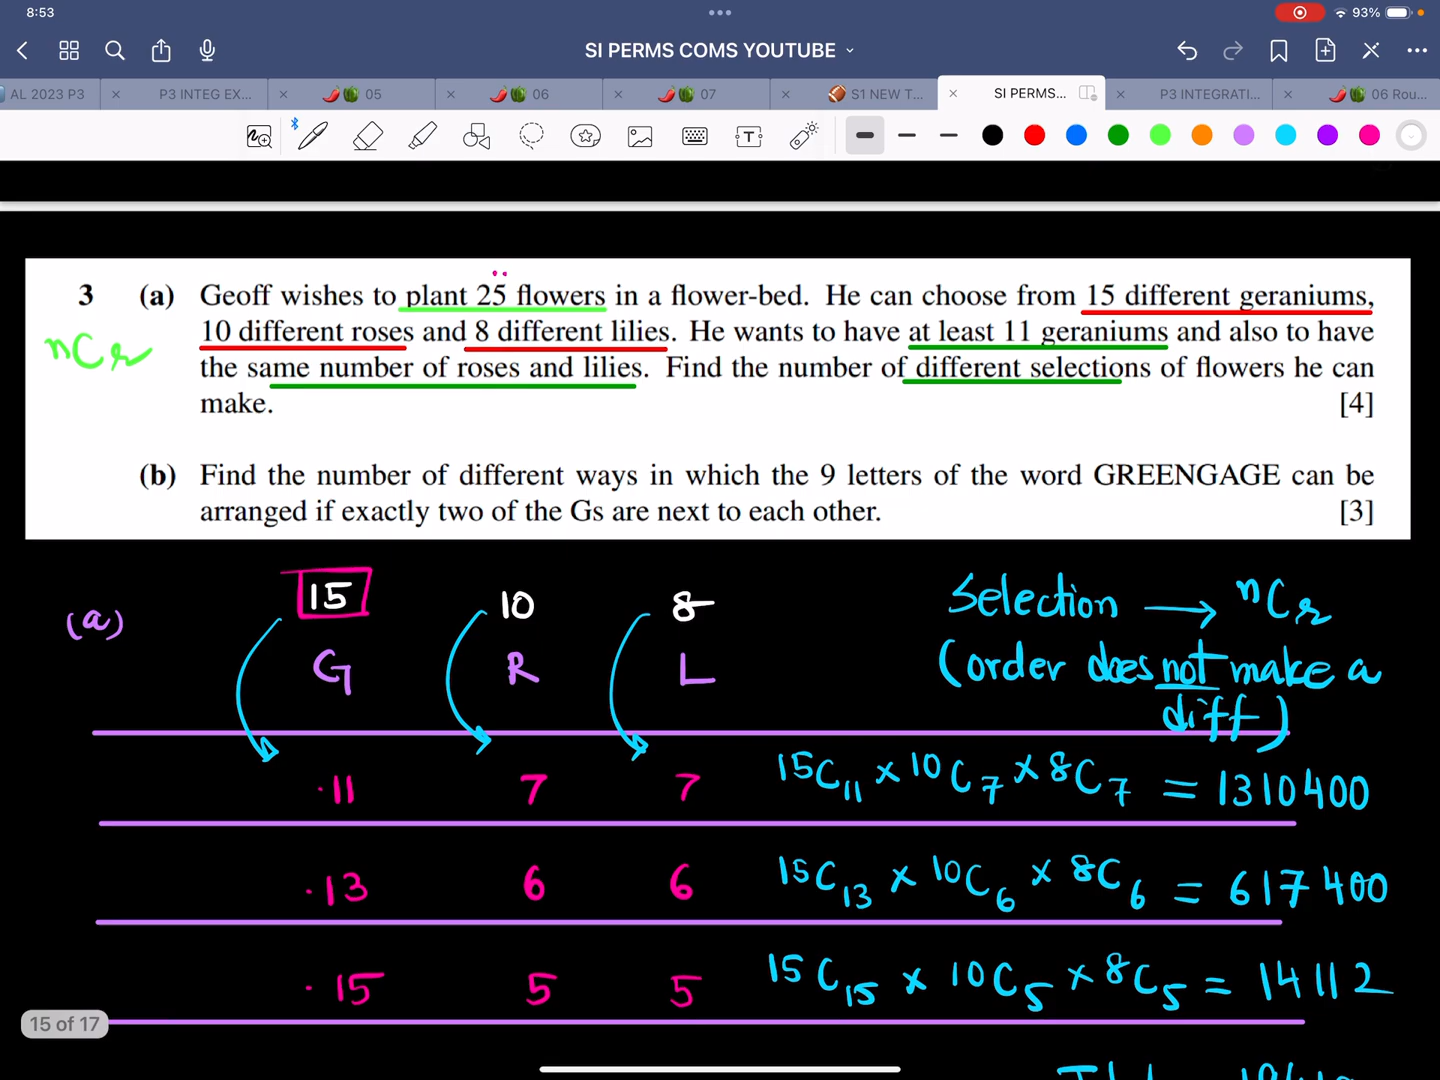 8:53
93%
SI PERMS COMS YOUTUBE
AL 2023 P3
P3 INTEG EX...
05
06
07
S1 NEW T...
SI PERMS...
P3 INTEGRATI...
06 Rou...
3 (a) Geoff wishes to plant 25 flowers in a flower-bed. He can choose from 15 different geraniums,
10 different roses and 8 different lilies. He wants to have at least 11 geraniums and also to have
nCr
the same number of roses and lilies. Find the number of different selections of flowers he can
make. [4]
(b) Find the number of different ways in which the 9 letters of the word GREENGAGE can be
arranged if exactly two of the Gs are next to each other. [3]
(a) 15 10 8
G R L
Selection → nCr
(order does not make a
diff)
11 7 7 15C11 × 10C7 × 8C7 = 1310400
13 6 6 15C13 × 10C6 × 8C6 = 617400
15 5 5 15C15 × 10C5 × 8C5 = 14112
15 of 17